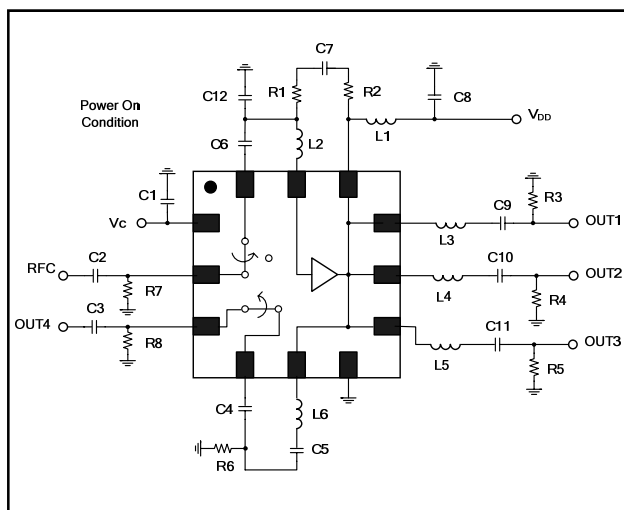 C7
C12
R1
R2
C8
Power On
Condition
VDD
L1
C6
L2
C1
R3
C9
Vc
OUT1
L3
C2
C10
RFC
OUT2
R7
L4
R4
C3
OUT4
C11
R8
OUT3
L5
R5
C4
L6
R6
C5